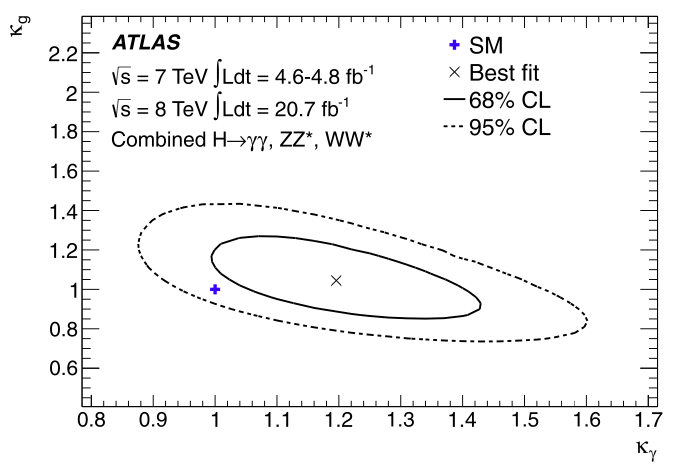 κg
ATLAS
√s = 7 TeV ∫Ldt = 4.6-4.8 fb⁻¹
√s = 8 TeV ∫Ldt = 20.7 fb⁻¹
Combined H→γγ, ZZ*, WW*
SM
Best fit
68% CL
95% CL
2.2
2
1.8
1.6
1.4
1.2
1
0.8
0.6
0.8 0.9 1 1.1 1.2 1.3 1.4 1.5 1.6 1.7
κγ